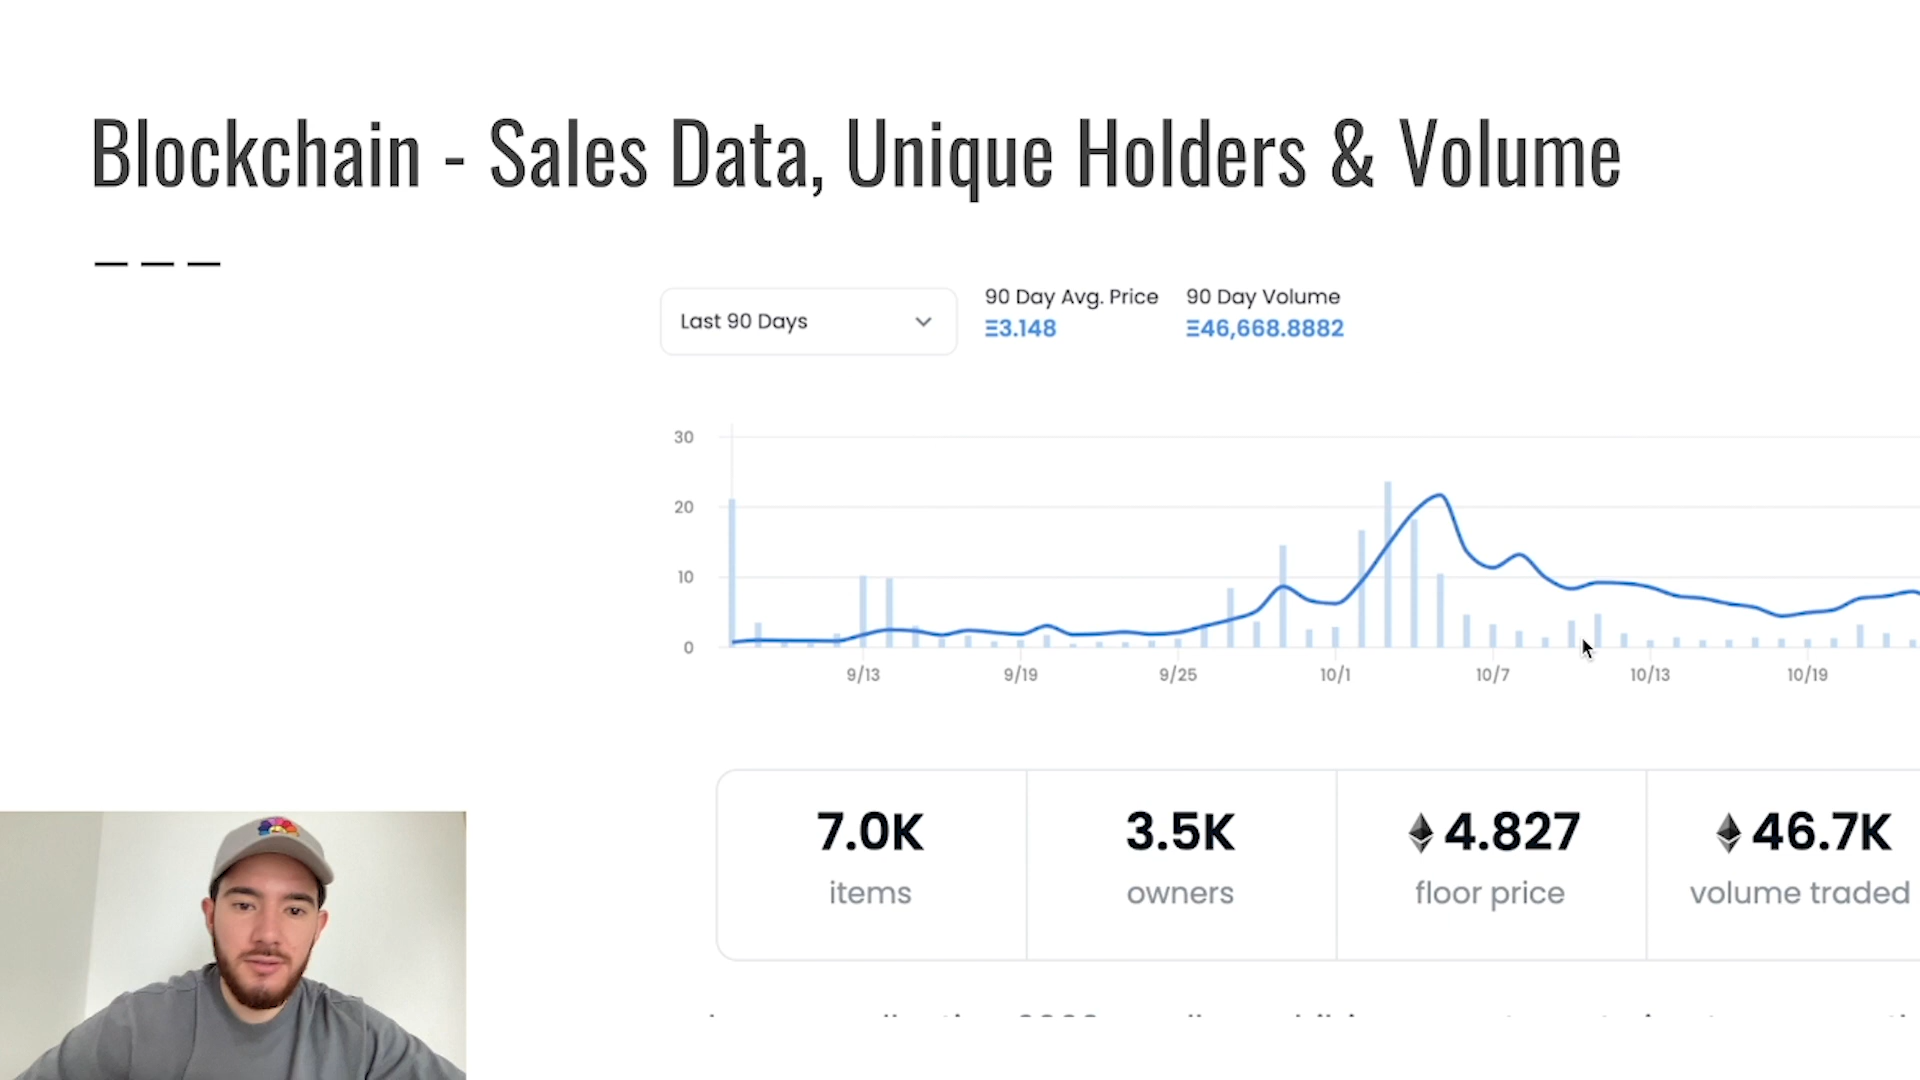 Blockchain - Sales Data, Unique Holders & Volume
Last 90 Days
90 Day Avg. Price
Ξ3.148
90 Day Volume
Ξ46,668.8882
30
20
10
0
9/13
9/19
9/25
10/1
10/7
10/13
10/19
7.0K
items
3.5K
owners
4.827
floor price
46.7K
volume traded